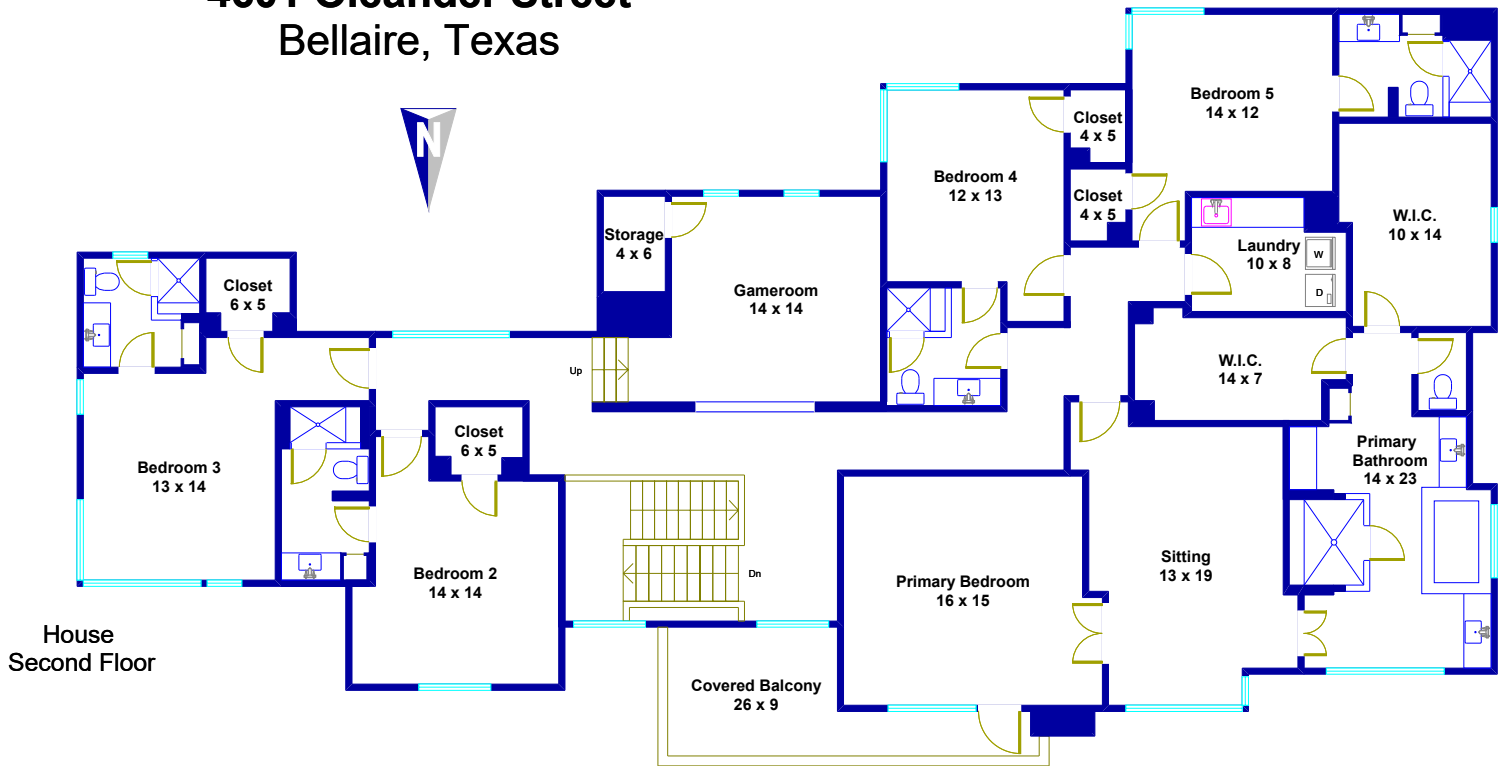 Bellaire, Texas
N
Bedroom 5
14 x 12
Closet
4 x 5
Bedroom 4
12 x 13
Closet
4 x 5
W.I.C.
10 x 14
Storage
4 x 6
Laundry
10 x 8
W
D
Closet
6 x 5
Gameroom
14 x 14
Up
W.I.C.
14 x 7
Closet
6 x 5
Primary
Bathroom
14 x 23
Bedroom 3
13 x 14
Bedroom 2
14 x 14
Dn
Primary Bedroom
16 x 15
Sitting
13 x 19
House
Second Floor
Covered Balcony
26 x 9